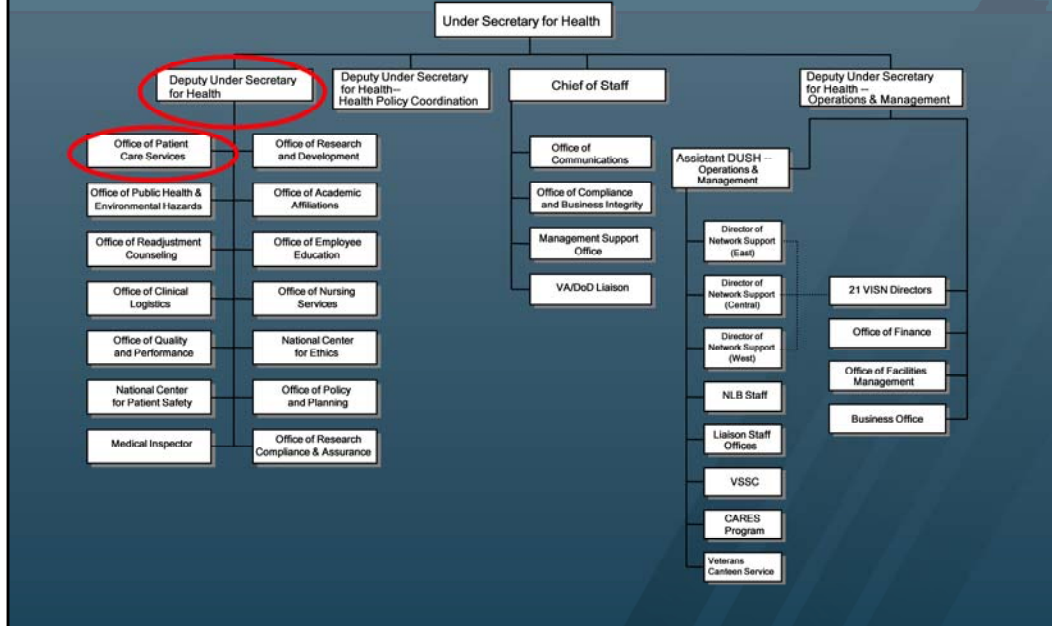 Under Secretary for Health
Deputy Under Secretary
for Health
Deputy Under Secretary
for Health--
Health Policy Coordination
Chief of Staff
Deputy Under Secretary
for Health --
Operations & Management
Office of Patient
Care Services
Office of Research
and Development
Office of Public Health &
Environmental Hazards
Office of Academic
Affiliations
Office of Readjustment
Counseling
Office of Employee
Education
Office of Clinical
Logistics
Office of Nursing
Services
Office of Quality
and Performance
National Center
for Ethics
National Center
for Patient Safety
Office of Policy
and Planning
Medical Inspector
Office of Research
Compliance & Assurance
Office of
Communications
Office of Compliance
and Business Integrity
Management Support
Office
VA/DoD Liaison
Assistant DUSH --
Operations &
Management
Director of
Network Support
(East)
Director of
Network Support
(Central)
Director of
Network Support
(West)
NLB Staff
Liaison Staff
Offices
VSSC
CARES
Program
Veterans
Canteen Service
21 VISN Directors
Office of Finance
Office of Facilities
Management
Business Office